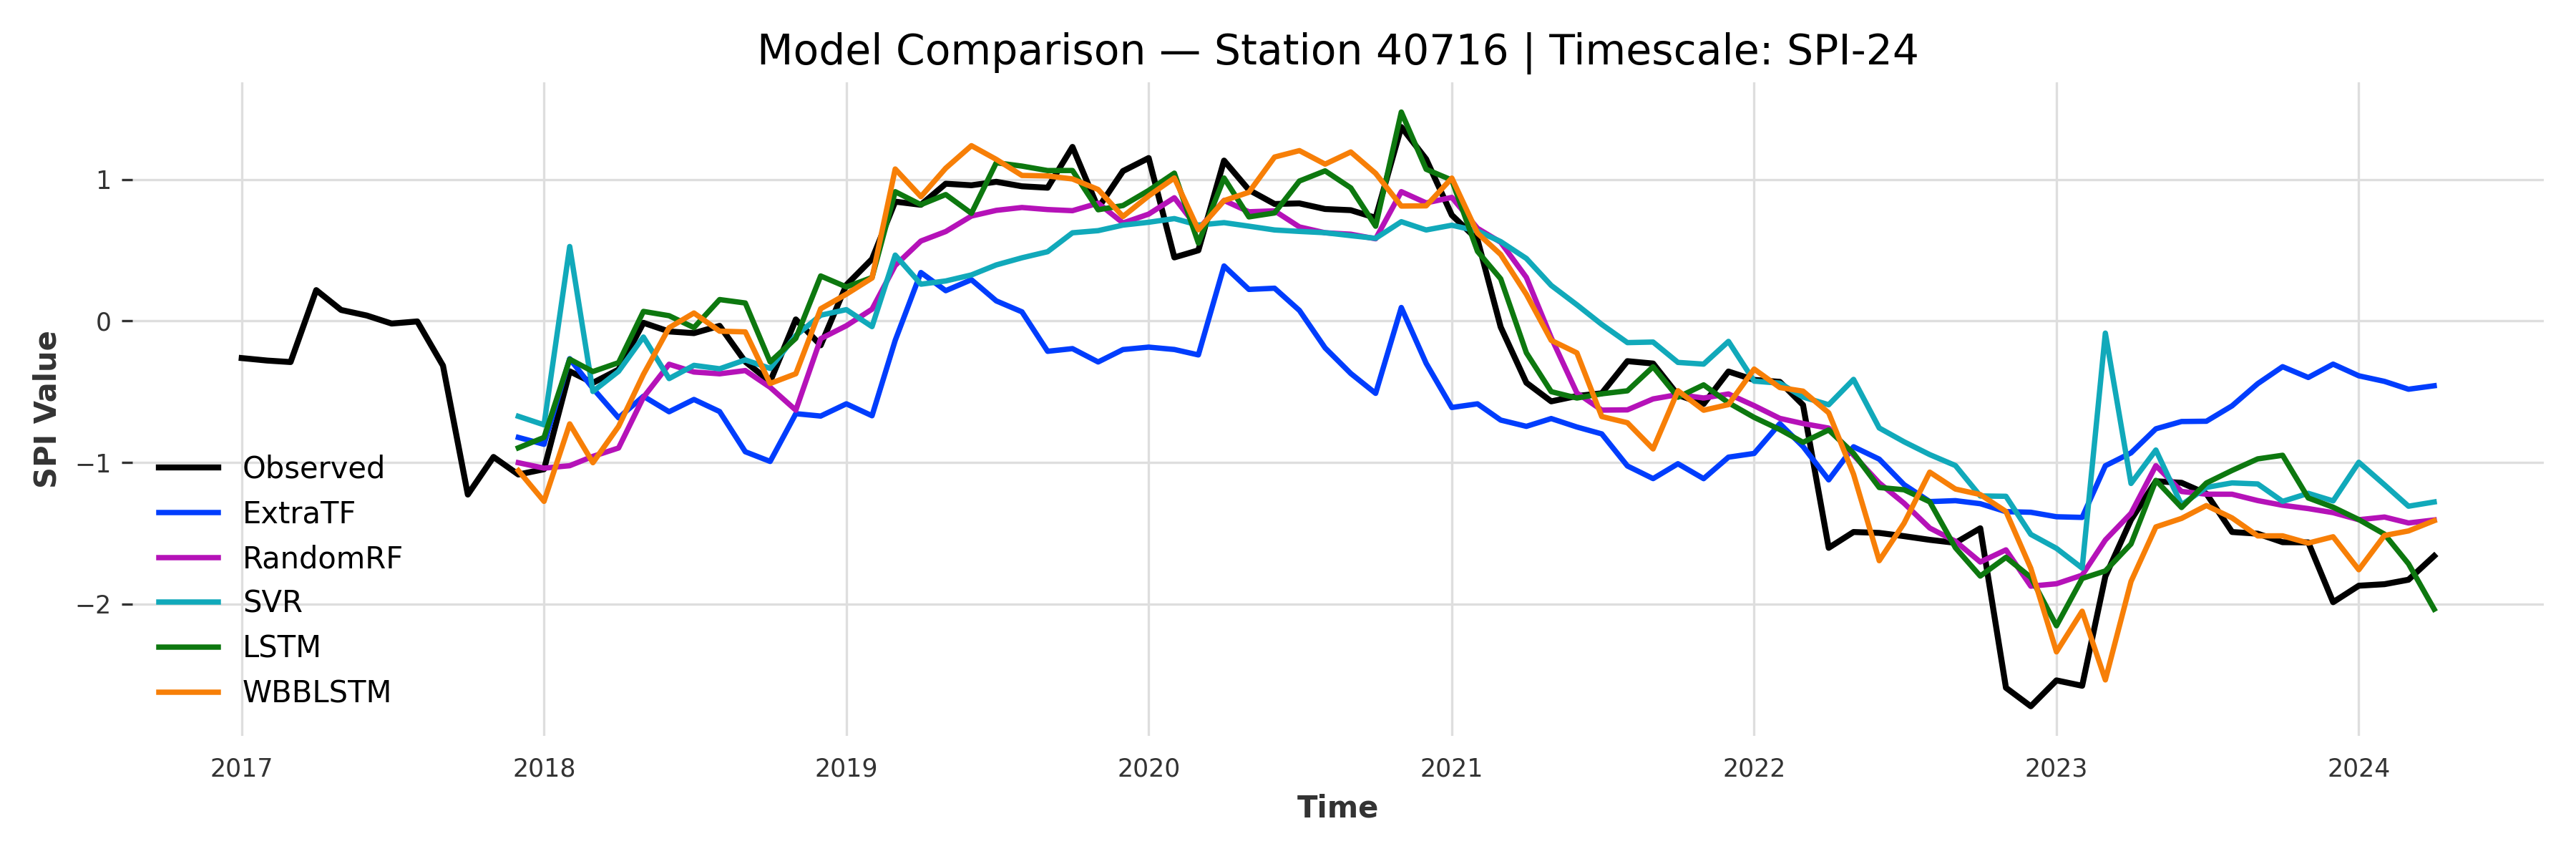 Model Comparison — Station 40716 | Timescale: SPI-24
SPI Value
1
0
−1
−2
Observed
ExtraTF
RandomRF
SVR
LSTM
WBBLSTM
2017 2018 2019 2020 2021 2022 2023 2024
Time